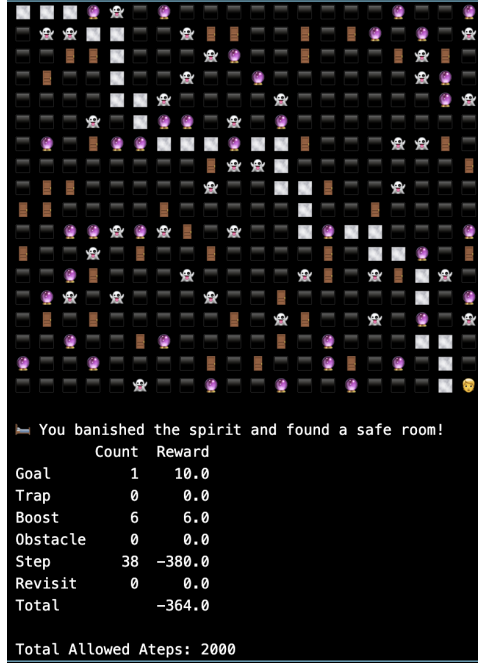 🛏️ You banished the spirit and found a safe room!
Count Reward
Goal 1 10.0
Trap 0 0.0
Boost 6 6.0
Obstacle 0 0.0
Step 38 -380.0
Revisit 0 0.0
Total -364.0
Total Allowed Ateps: 2000